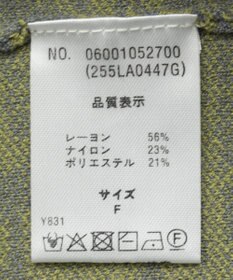 NO. 06001052700
(255LA0447G)
品質表示
レーヨン 56%
ナイロン 23%
ポリエステル 21%
サイズ
F
Y831
F